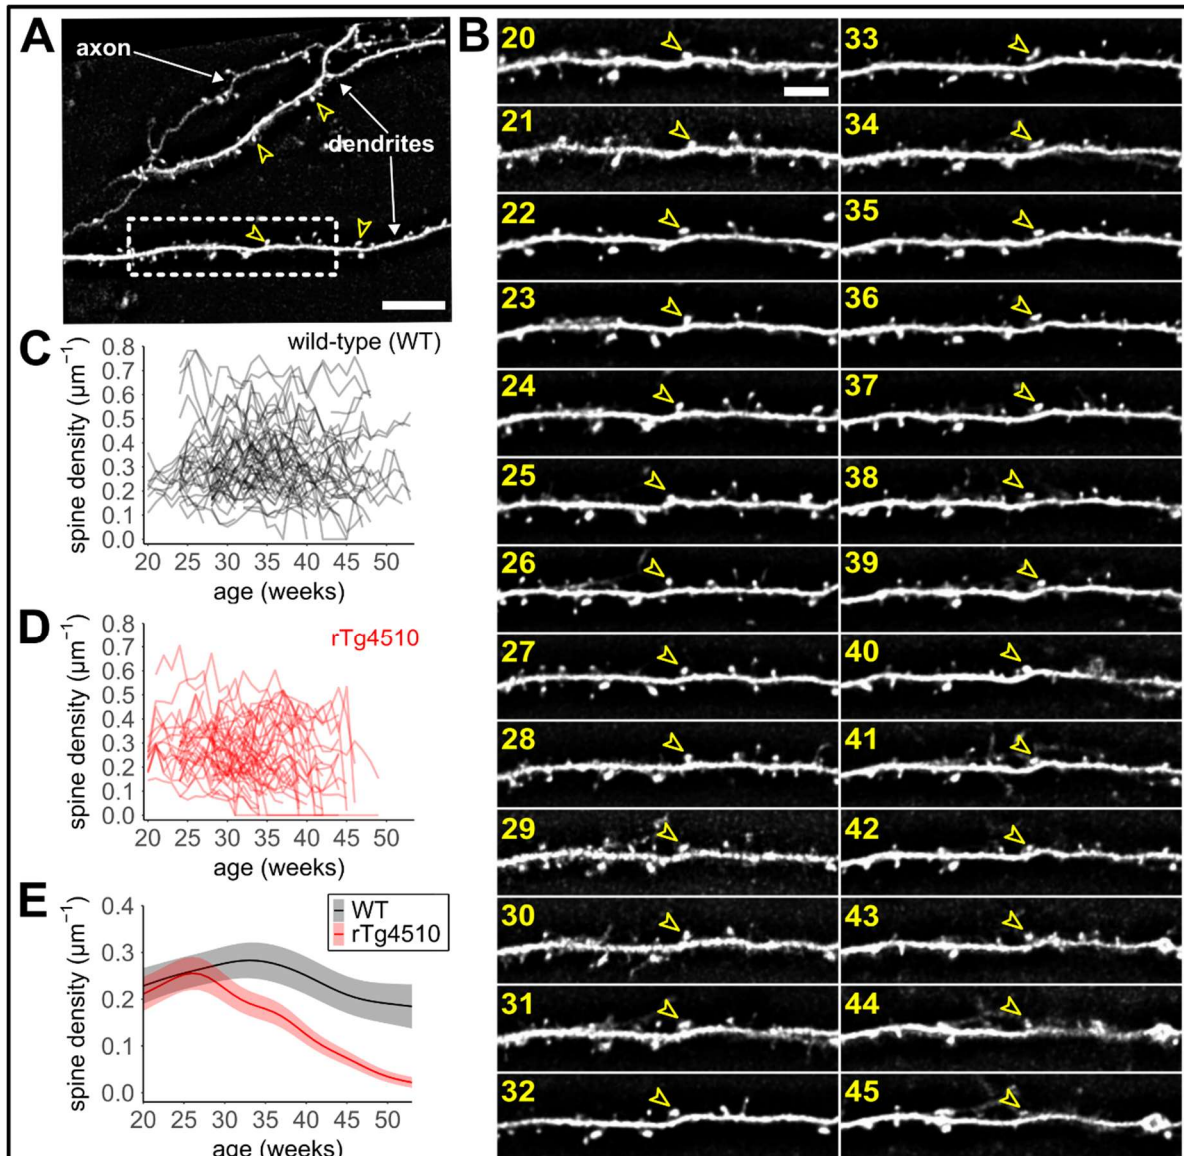 A
axon
dendrites
B
20
21
22
23
24
25
26
27
28
29
30
31
32
33
34
35
36
37
38
39
40
41
42
43
44
45
C
wild-type (WT)
spine density (µm⁻¹)
0.8
0.7
0.6
0.5
0.4
0.3
0.2
0.1
0.0
20 25 30 35 40 45 50
age (weeks)
D
rTg4510
spine density (µm⁻¹)
0.8
0.7
0.6
0.5
0.4
0.3
0.2
0.1
0.0
20 25 30 35 40 45 50
age (weeks)
E
WT
rTg4510
spine density (µm⁻¹)
0.4
0.3
0.2
0.1
0.0
20 25 30 35 40 45 50
age (weeks)